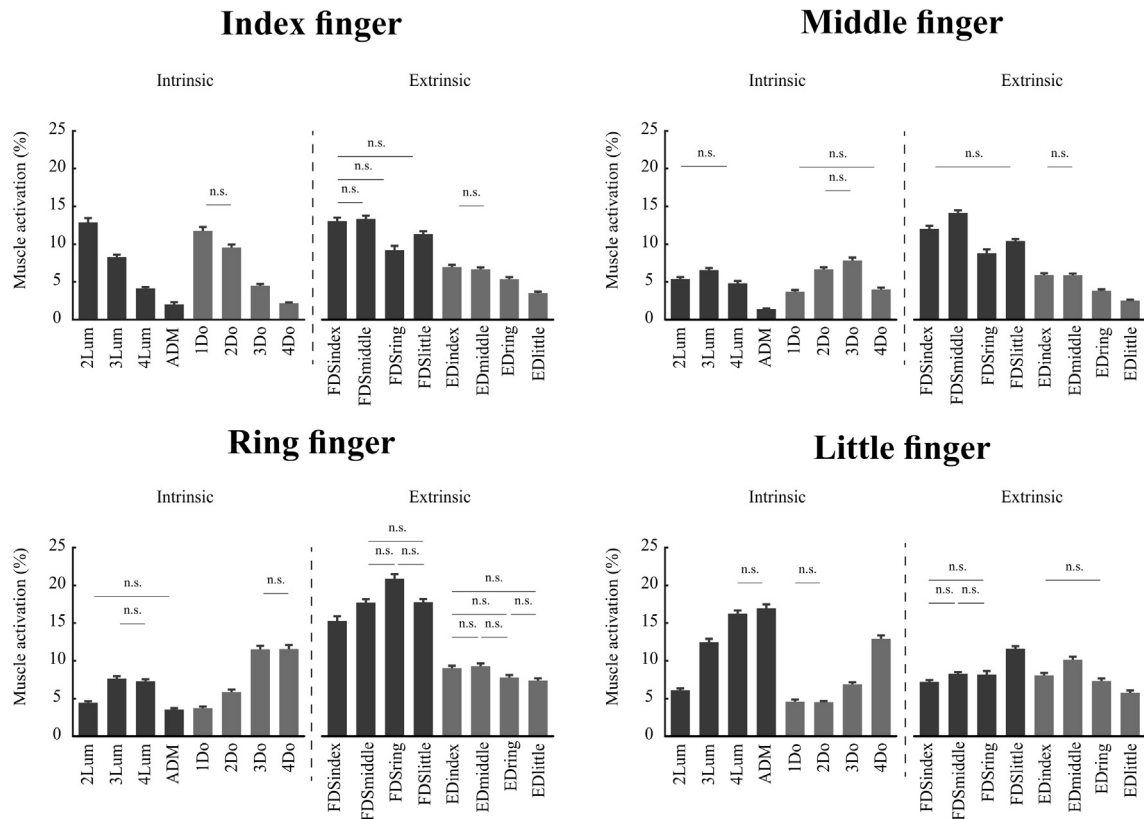 Index finger
Intrinsic
Extrinsic
Muscle activation (%)
25
20
15
10
5
0
n.s.
n.s.
n.s.
n.s.
n.s.
2Lum
3Lum
4Lum
ADM
1Do
2Do
3Do
4Do
FDSindex
FDSmiddle
FDSring
FDSlittle
EDindex
EDmiddle
EDring
EDlittle
Middle finger
Intrinsic
Extrinsic
Muscle activation (%)
25
20
15
10
5
0
n.s.
n.s.
n.s.
n.s.
n.s.
2Lum
3Lum
4Lum
ADM
1Do
2Do
3Do
4Do
FDSindex
FDSmiddle
FDSring
FDSlittle
EDindex
EDmiddle
EDring
EDlittle
Ring finger
Intrinsic
Extrinsic
Muscle activation (%)
25
20
15
10
5
0
n.s.
n.s.
n.s.
n.s.
n.s.
n.s.
n.s.
n.s.
n.s.
n.s.
n.s.
2Lum
3Lum
4Lum
ADM
1Do
2Do
3Do
4Do
FDSindex
FDSmiddle
FDSring
FDSlittle
EDindex
EDmiddle
EDring
EDlittle
Little finger
Intrinsic
Extrinsic
Muscle activation (%)
25
20
15
10
5
0
n.s.
n.s.
n.s.
n.s.
n.s.
n.s.
2Lum
3Lum
4Lum
ADM
1Do
2Do
3Do
4Do
FDSindex
FDSmiddle
FDSring
FDSlittle
EDindex
EDmiddle
EDring
EDlittle